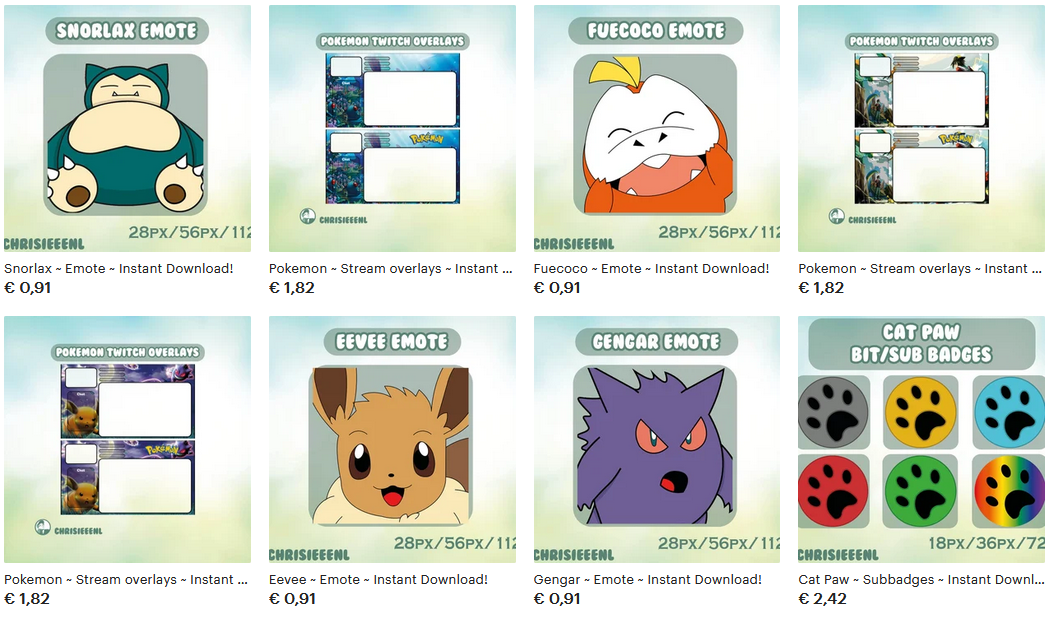 SNORLAX EMOTE
CHRISIEEENL
28PX/56PX/112
Snorlax ~ Emote ~ Instant Download!
€ 0,91
POKEMON TWITCH OVERLAYS
Chat
POKéMON
Chat
CHRISIEEENL
Pokemon ~ Stream overlays ~ Instant ...
€ 1,82
FUECOCO EMOTE
CHRISIEEENL
28PX/56PX/112
Fuecoco ~ Emote ~ Instant Download!
€ 0,91
POKEMON TWITCH OVERLAYS
POKéMON
CHRISIEEENL
Pokemon ~ Stream overlays ~ Instant ...
€ 1,82
POKEMON TWITCH OVERLAYS
Chat
POKéMON
Chat
CHRISIEEENL
Pokemon ~ Stream overlays ~ Instant ...
€ 1,82
EEVEE EMOTE
CHRISIEEENL
28PX/56PX/112
Eevee ~ Emote ~ Instant Download!
€ 0,91
GENGAR EMOTE
CHRISIEEENL
28PX/56PX/112
Gengar ~ Emote ~ Instant Download!
€ 0,91
CAT PAW
BIT/SUB BADGES
CHRISIEEENL
18PX/36PX/72
Cat Paw ~ Subbadges ~ Instant Downl...
€ 2,42